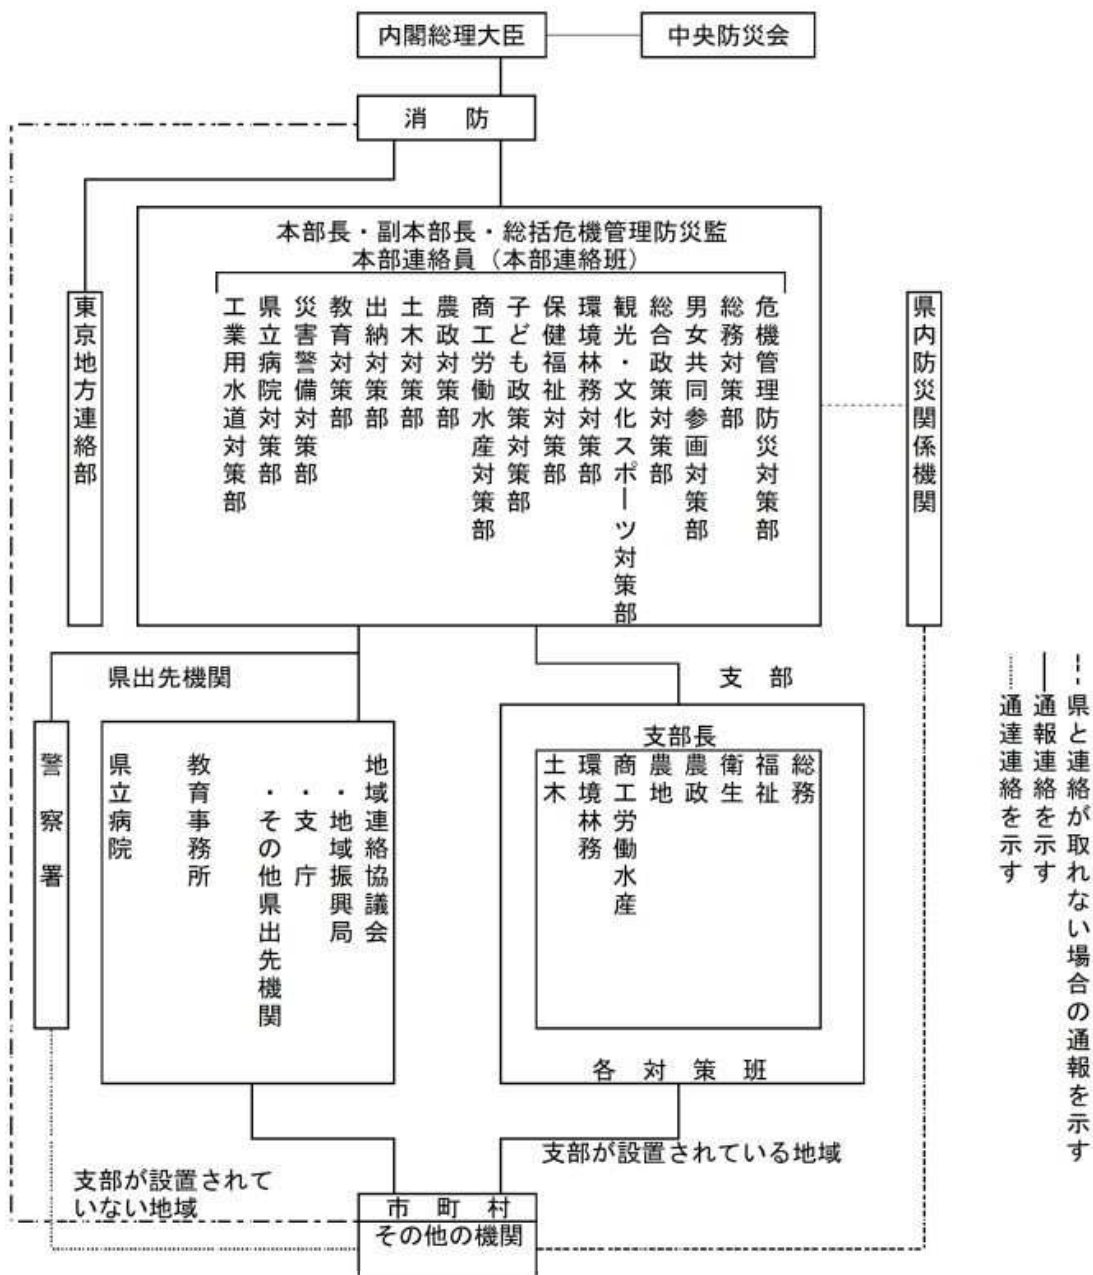 内閣総理大臣
中央防災会
消　防
本部長・副本部長・総括危機管理防災監
本部連絡員（本部連絡班）
危機管理防災対策部
総務対策部
男女共同参画対策部
総合政策対策部
観光・文化スポーツ対策部
環境林務対策部
保健福祉対策部
子ども政策対策部
商工労働水産対策部
農政対策部
土木対策部
出納対策部
教育対策部
災害警備対策部
県立病院対策部
工業用水道対策部
東京地方連絡部
県内防災関係機関
県出先機関
支　部
警察署
地域連絡協議会
・地域振興局
・支　庁
・その他県出先機関
教育事務所
県立病院
支部長
総務
福祉
衛生
農政
農地
商工労働水産
環境林務
土木
各　対　策　班
支部が設置されて
いない地域
支部が設置されている地域
市　町　村
その他の機関
県と連絡が取れない場合の通報を示す
通報連絡を示す
通達連絡を示す